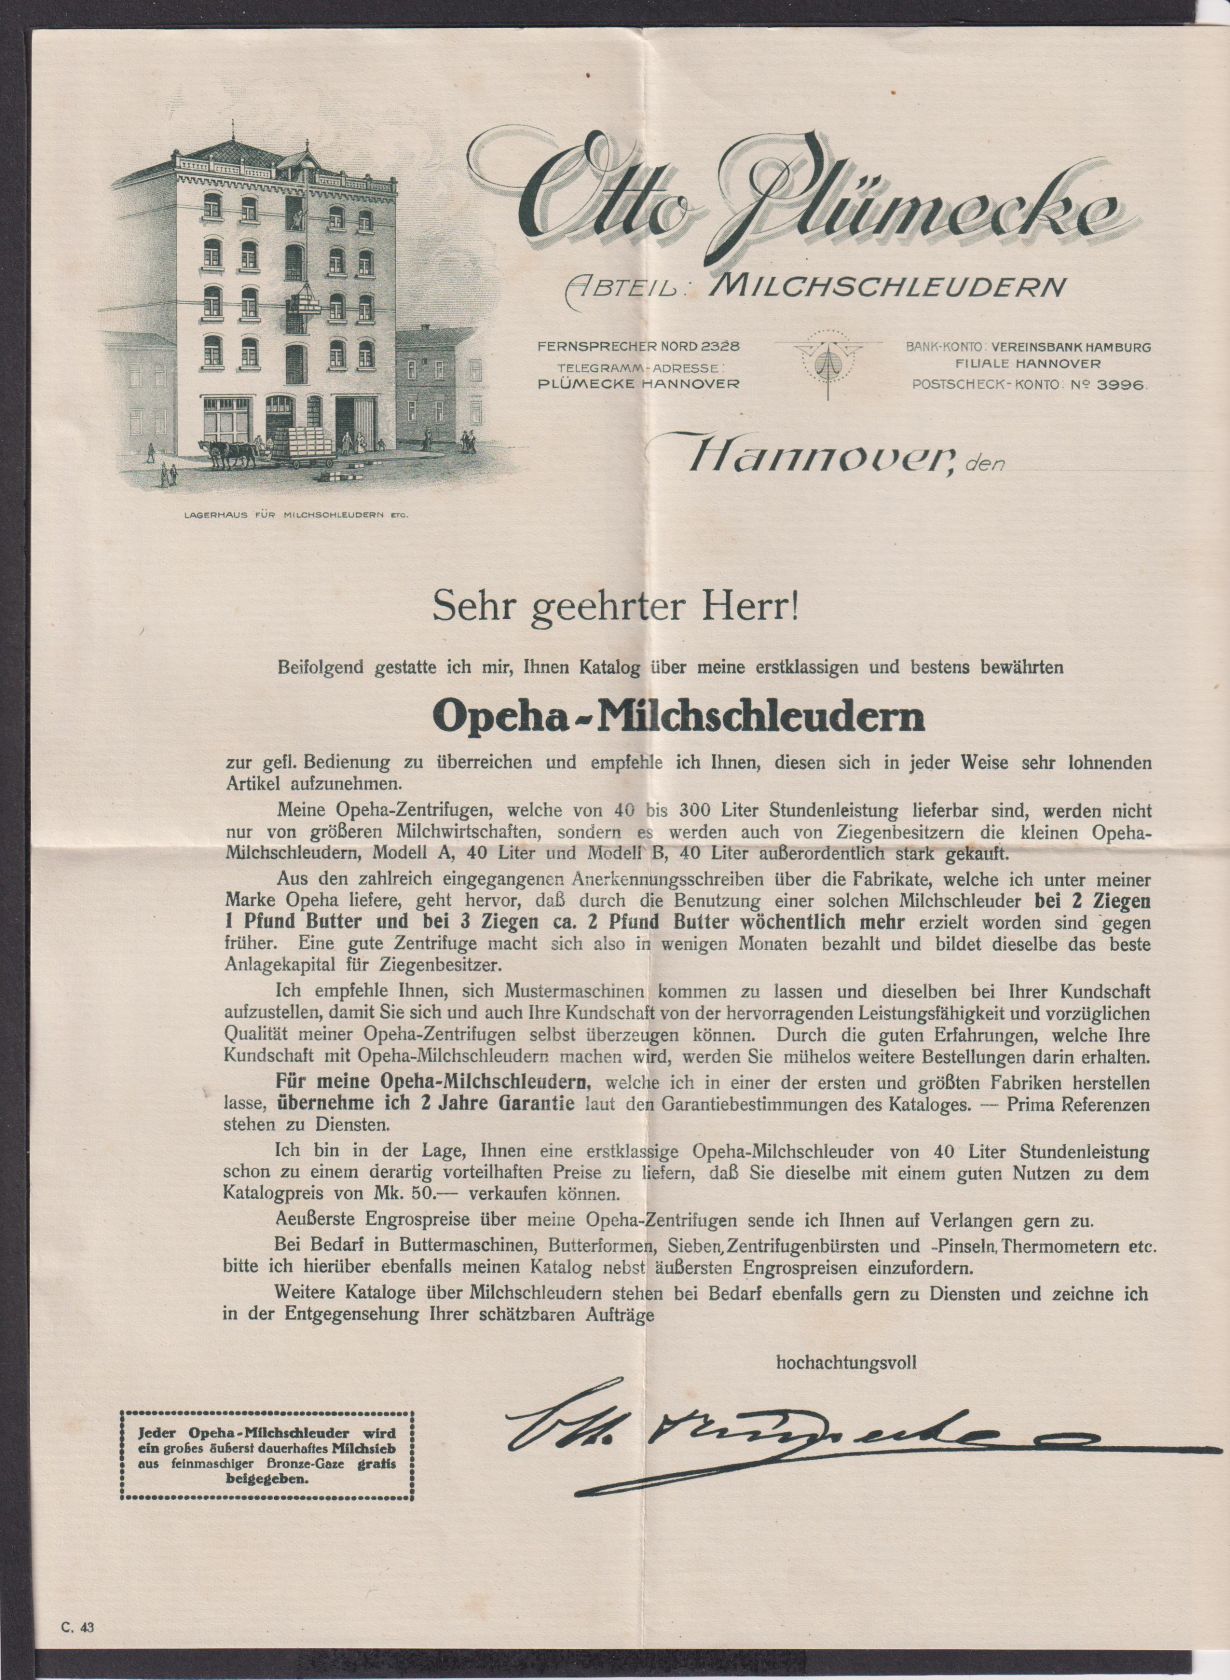 Otto Plümecke
ABTEIL: MILCHSCHLEUDERN
FERNSPRECHER NORD 2328
TELEGRAMM-ADRESSE:
PLÜMECKE HANNOVER
BANK-KONTO: VEREINSBANK HAMBURG
FILIALE HANNOVER
POSTSCHECK-KONTO: Nº 3996.
Hannover, den
LAGERHAUS FÜR MILCHSCHLEUDERN ETC.
Sehr geehrter Herr!
Beifolgend gestatte ich mir, Ihnen Katalog über meine erstklassigen und bestens bewährten
Opeha-Milchschleudern
zur gefl. Bedienung zu überreichen und empfehle ich Ihnen, diesen sich in jeder Weise sehr lohnenden
Artikel aufzunehmen.
Meine Opeha-Zentrifugen, welche von 40 bis 300 Liter Stundenleistung lieferbar sind, werden nicht
nur von größeren Milchwirtschaften, sondern es werden auch von Ziegenbesitzern die kleinen Opeha-
Milchschleudern, Modell A, 40 Liter und Modell B, 40 Liter außerordentlich stark gekauft.
Aus den zahlreich eingegangenen Anerkennungsschreiben über die Fabrikate, welche ich unter meiner
Marke Opeha liefere, geht hervor, daß durch die Benutzung einer solchen Milchschleuder bei 2 Ziegen
1 Pfund Butter und bei 3 Ziegen ca. 2 Pfund Butter wöchentlich mehr erzielt worden sind gegen
früher. Eine gute Zentrifuge macht sich also in wenigen Monaten bezahlt und bildet dieselbe das beste
Anlagekapital für Ziegenbesitzer.
Ich empfehle Ihnen, sich Mustermaschinen kommen zu lassen und dieselben bei Ihrer Kundschaft
aufzustellen, damit Sie sich und auch Ihre Kundschaft von der hervorragenden Leistungsfähigkeit und vorzüglichen
Qualität meiner Opeha-Zentrifugen selbst überzeugen können. Durch die guten Erfahrungen, welche Ihre
Kundschaft mit Opeha-Milchschleudern machen wird, werden Sie mühelos weitere Bestellungen darin erhalten.
Für meine Opeha-Milchschleudern, welche ich in einer der ersten und größten Fabriken herstellen
lasse, übernehme ich 2 Jahre Garantie laut den Garantiebestimmungen des Kataloges. — Prima Referenzen
stehen zu Diensten.
Ich bin in der Lage, Ihnen eine erstklassige Opeha-Milchschleuder von 40 Liter Stundenleistung
schon zu einem derartig vorteilhaften Preise zu liefern, daß Sie dieselbe mit einem guten Nutzen zu dem
Katalogpreis von Mk. 50.— verkaufen können.
Aeußerste Engrospreise über meine Opeha-Zentrifugen sende ich Ihnen auf Verlangen gern zu.
Bei Bedarf in Buttermaschinen, Butterformen, Sieben, Zentrifugenbürsten und -Pinseln, Thermometern etc.
bitte ich hierüber ebenfalls meinen Katalog nebst äußersten Engrospreisen einzufordern.
Weitere Kataloge über Milchschleudern stehen bei Bedarf ebenfalls gern zu Diensten und zeichne ich
in der Entgegensehung Ihrer schätzbaren Aufträge
hochachtungsvoll
Otto Plümecke
Jeder Opeha-Milchschleuder wird
ein großes äußerst dauerhaftes Milchsieb
aus feinmaschiger Bronze-Gaze gratis
beigegeben.
C. 43